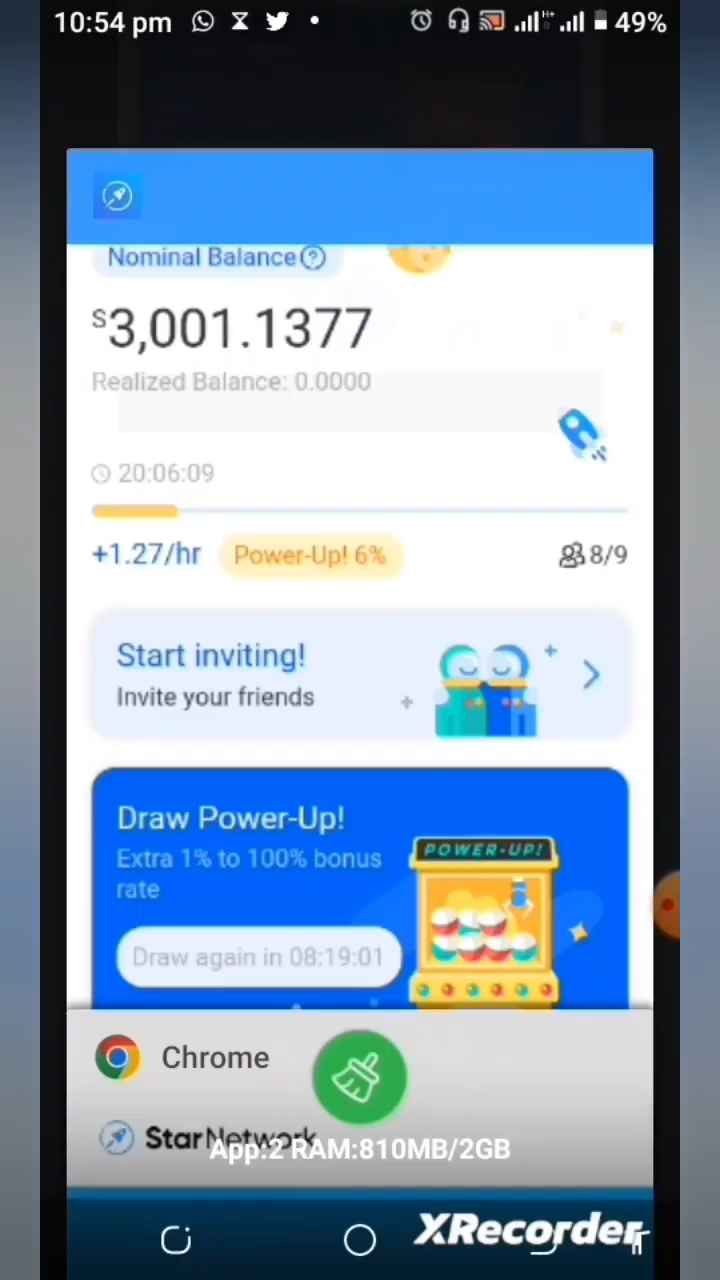 10:54 pm
H+
49%
Nominal Balance?
S3,001.1377
Realized Balance: 0.0000
20:06:09
+1.27/hr
Power-Up! 6%
8/9
Start inviting!
Invite your friends
Draw Power-Up!
Extra 1% to 100% bonus
rate
POWER-UP!
Draw again in 08:19:01
Chrome
StarNetwork
App:2 RAM:810MB/2GB
XRecorder